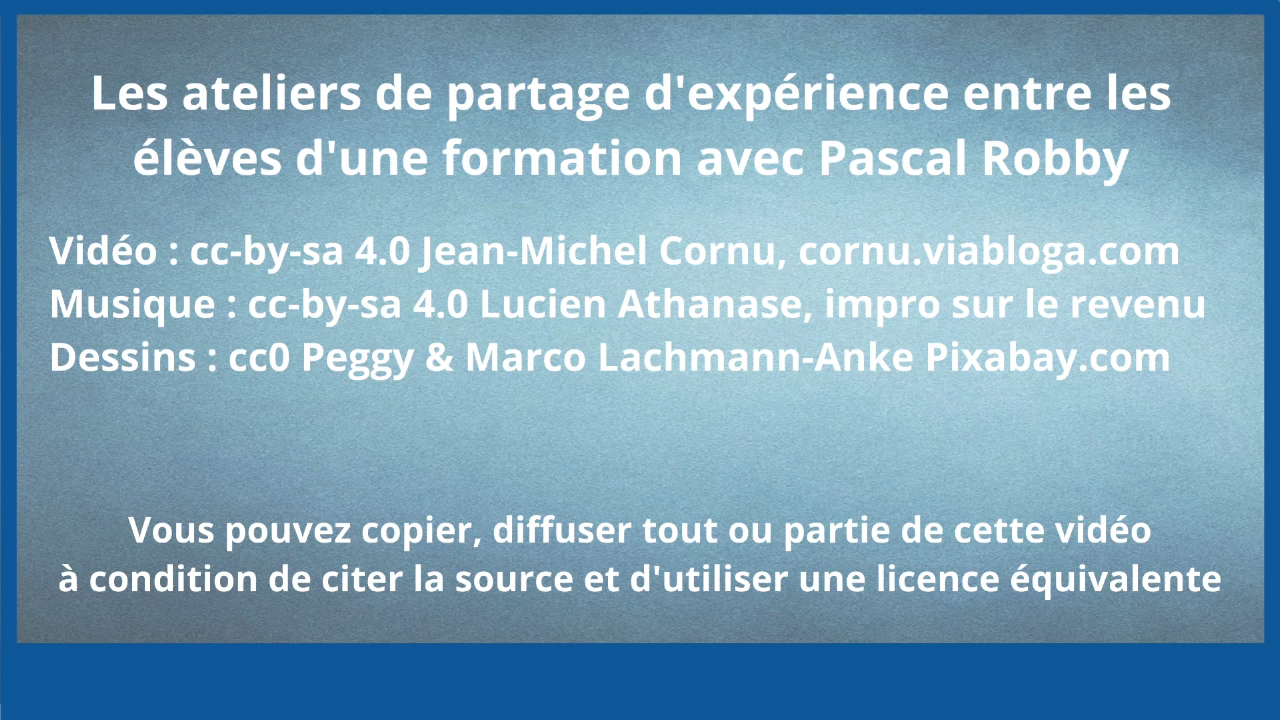 Les ateliers de partage d'expérience entre les
élèves d'une formation avec Pascal Robby
Vidéo : cc-by-sa 4.0 Jean-Michel Cornu, cornu.viabloga.com
Musique : cc-by-sa 4.0 Lucien Athanase, impro sur le revenu
Dessins : cc0 Peggy & Marco Lachmann-Anke Pixabay.com
Vous pouvez copier, diffuser tout ou partie de cette vidéo
à condition de citer la source et d'utiliser une licence équivalente